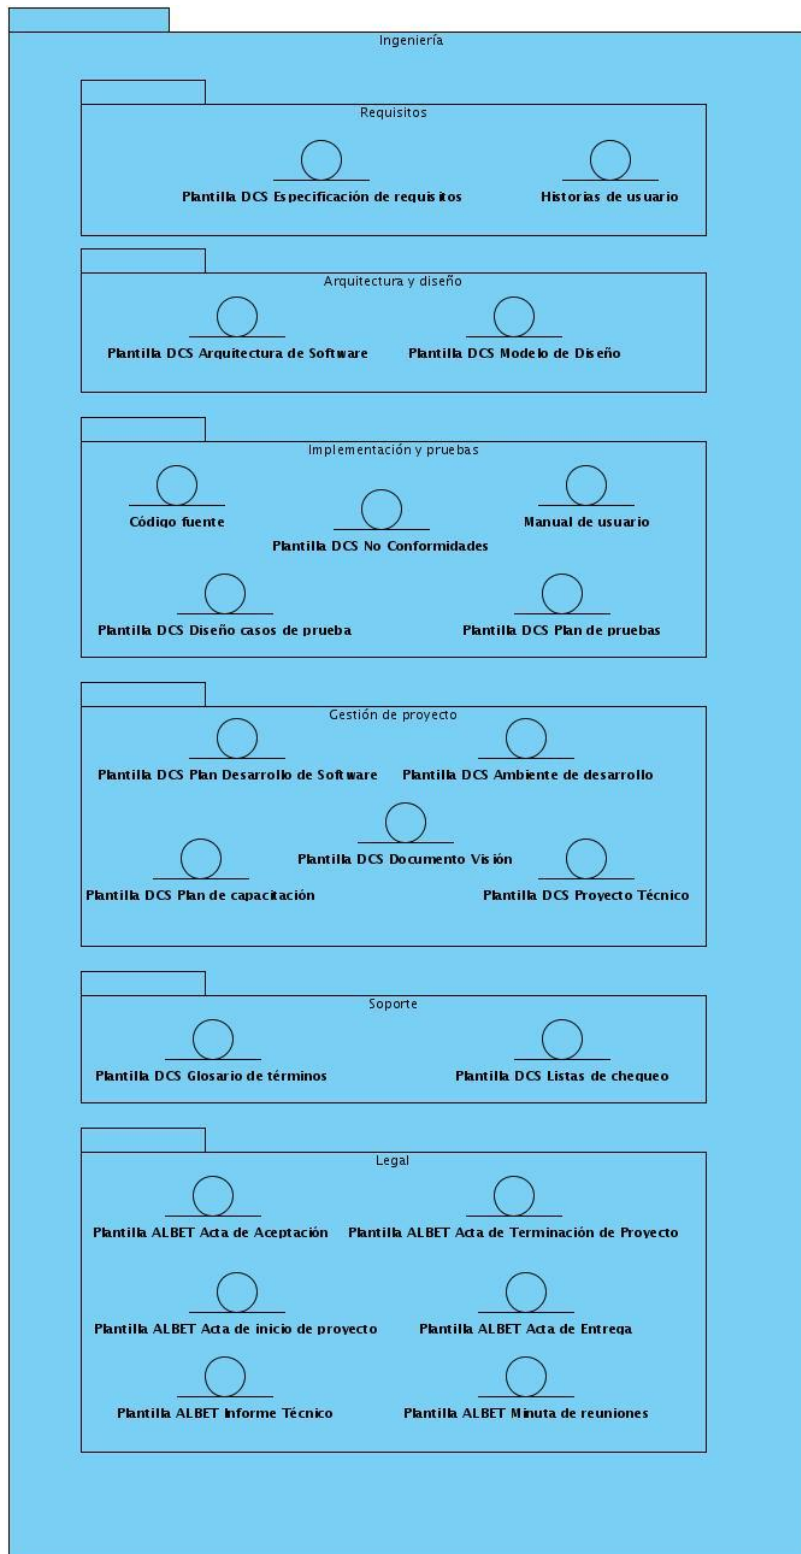 Ingeniería
Requisitos
Plantilla DCS Especificación de requisitos
Historias de usuario
Arquitectura y diseño
Plantilla DCS Arquitectura de Software
Plantilla DCS Modelo de Diseño
Implementación y pruebas
Código fuente
Manual de usuario
Plantilla DCS No Conformidades
Plantilla DCS Diseño casos de prueba
Plantilla DCS Plan de pruebas
Gestión de proyecto
Plantilla DCS Plan Desarrollo de Software
Plantilla DCS Ambiente de desarrollo
Plantilla DCS Documento Visión
Plantilla DCS Plan de capacitación
Plantilla DCS Proyecto Técnico
Soporte
Plantilla DCS Glosario de términos
Plantilla DCS Listas de chequeo
Legal
Plantilla ALBET Acta de Aceptación
Plantilla ALBET Acta de Terminación de Proyecto
Plantilla ALBET Acta de inicio de proyecto
Plantilla ALBET Acta de Entrega
Plantilla ALBET Informe Técnico
Plantilla ALBET Minuta de reuniones